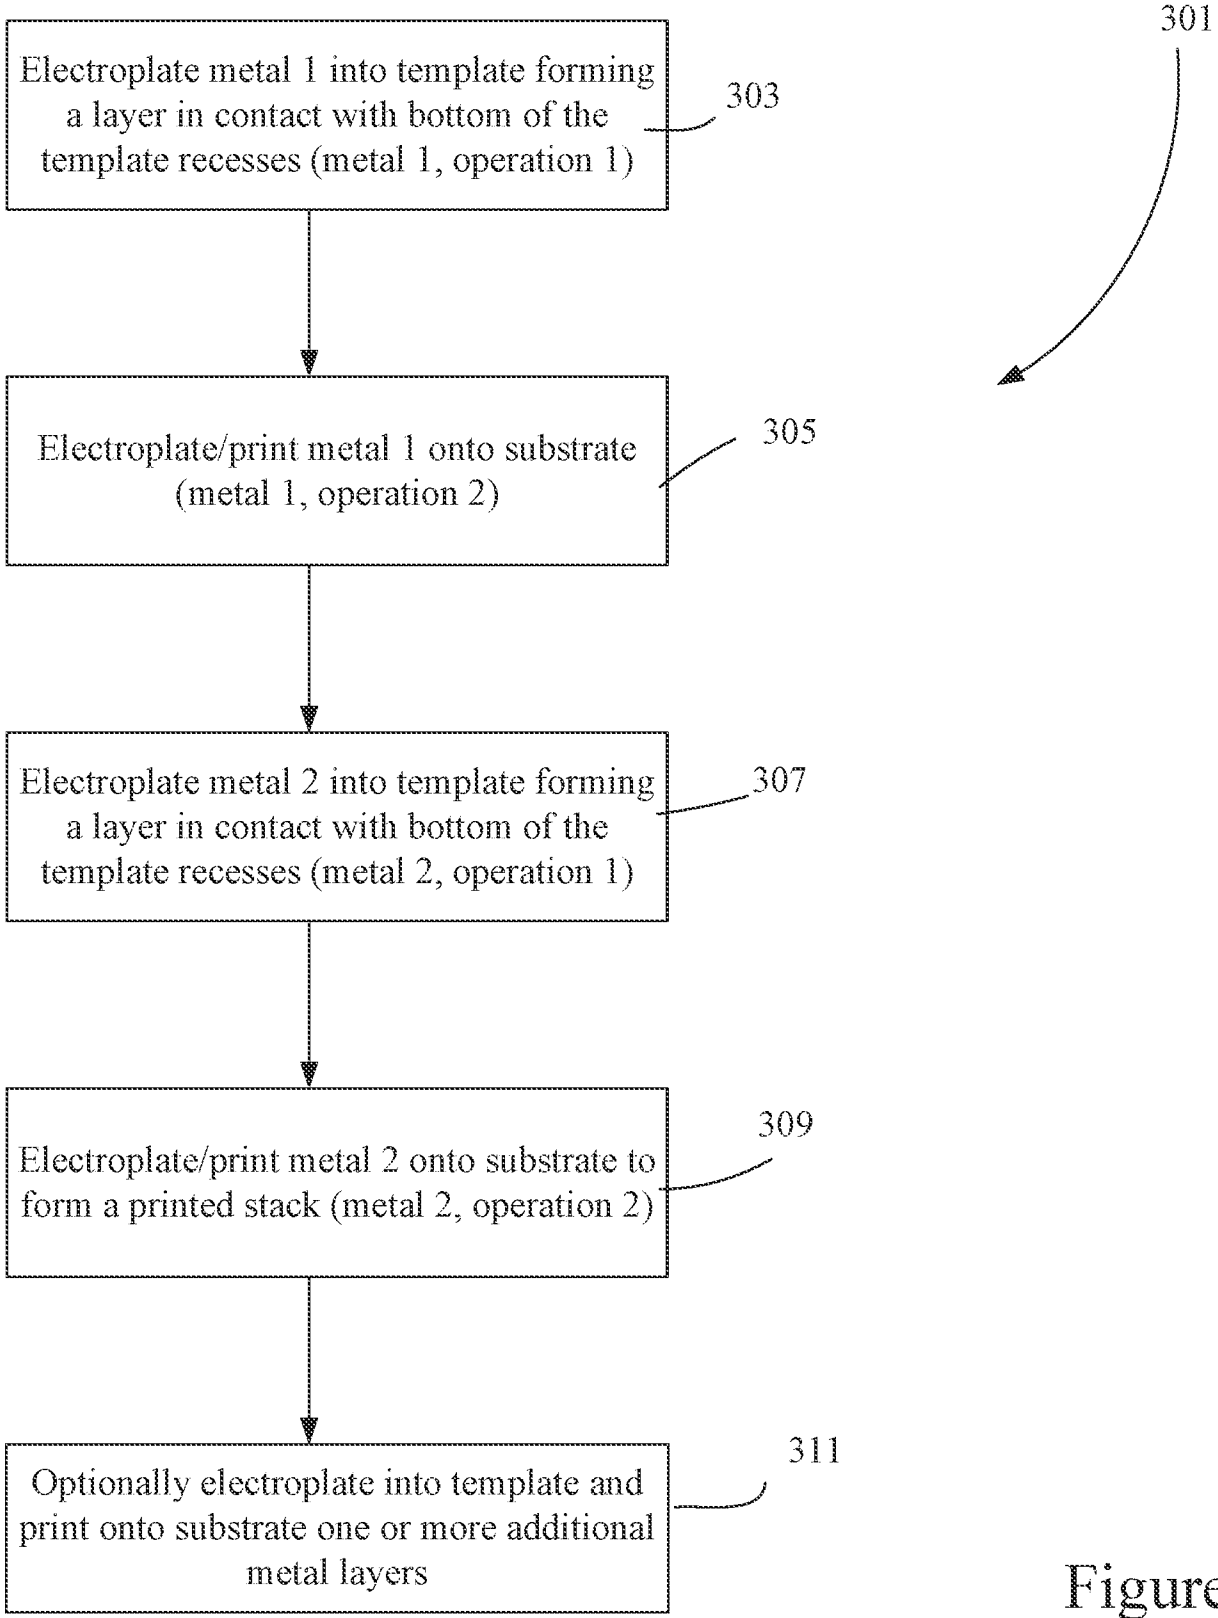 301
Electroplate metal 1 into template forming
a layer in contact with bottom of the
template recesses (metal 1, operation 1)
303
Electroplate/print metal 1 onto substrate
(metal 1, operation 2)
305
Electroplate metal 2 into template forming
a layer in contact with bottom of the
template recesses (metal 2, operation 1)
307
Electroplate/print metal 2 onto substrate to
form a printed stack (metal 2, operation 2)
309
Optionally electroplate into template and
print onto substrate one or more additional
metal layers
311
Figure